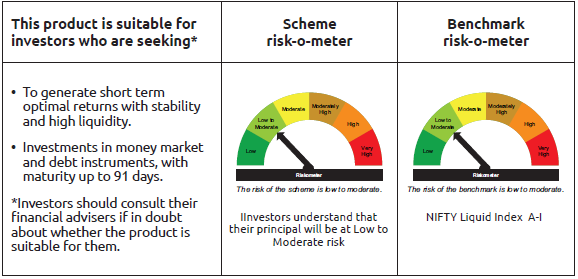 This product is suitable for
investors who are seeking*
• To generate short term
optimal returns with stability
and high liquidity.
• Investments in money market
and debt instruments, with
maturity up to 91 days.
*Investors should consult their
financial advisers if in doubt
about whether the product is
suitable for them.
Scheme
risk-o-meter
Low
Low to
Moderate
Moderate
Moderately
High
High
Very
High
Riskometer
The risk of the scheme is low to moderate.
IInvestors understand that
their principal will be at Low to
Moderate risk
Benchmark
risk-o-meter
Low
Low to
Moderate
Moderate
Moderately
High
High
Very
High
Riskometer
The risk of the benchmark is low to moderate.
NIFTY Liquid Index A-I